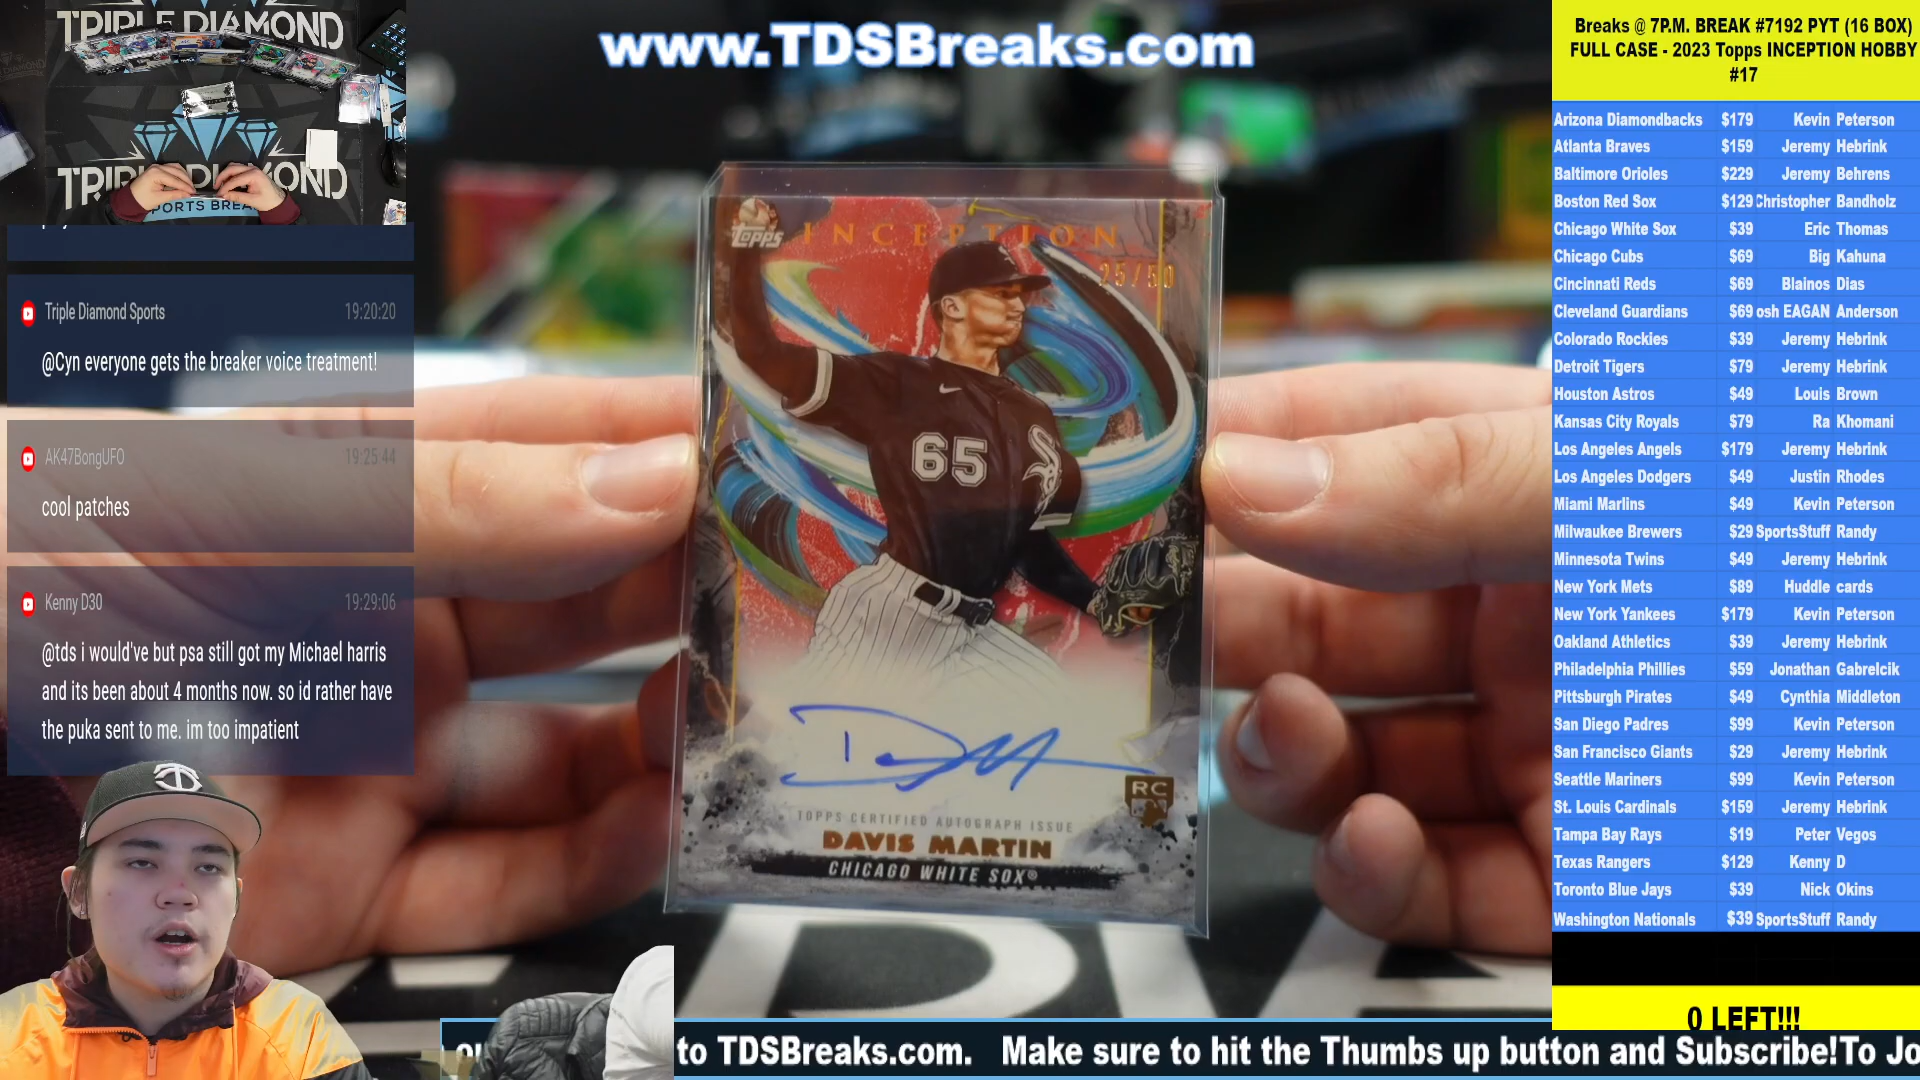 TRIPLE DIAMOND
TRIPLE DIAMOND
SPORTS BREA
www.TDSBreaks.com
Triple Diamond Sports 19:20:20
@Cyn everyone gets the breaker voice treatment!
AK47BongUFO 19:25:44
cool patches
Kenny D30 19:29:06
@tds i would've but psa still got my Michael harris
and its been about 4 months now. so id rather have
the puka sent to me. im too impatient
topps INCEPTION
25/50
65
Sox
RC
TOPPS CERTIFIED AUTOGRAPH ISSUE
DAVIS MARTIN
CHICAGO WHITE SOX®
Breaks @ 7P.M. BREAK #7192 PYT (16 BOX)
FULL CASE - 2023 Topps INCEPTION HOBBY
#17
Arizona Diamondbacks $179 Kevin Peterson
Atlanta Braves $159 Jeremy Hebrink
Baltimore Orioles $229 Jeremy Behrens
Boston Red Sox $129 Christopher Bandholz
Chicago White Sox $39 Eric Thomas
Chicago Cubs $69 Big Kahuna
Cincinnati Reds $69 Blainos Dias
Cleveland Guardians $69 osh EAGAN Anderson
Colorado Rockies $39 Jeremy Hebrink
Detroit Tigers $79 Jeremy Hebrink
Houston Astros $49 Louis Brown
Kansas City Royals $79 Ra Khomani
Los Angeles Angels $179 Jeremy Hebrink
Los Angeles Dodgers $49 Justin Rhodes
Miami Marlins $49 Kevin Peterson
Milwaukee Brewers $29 SportsStuff Randy
Minnesota Twins $49 Jeremy Hebrink
New York Mets $89 Huddle cards
New York Yankees $179 Kevin Peterson
Oakland Athletics $39 Jeremy Hebrink
Philadelphia Phillies $59 Jonathan Gabrelcik
Pittsburgh Pirates $49 Cynthia Middleton
San Diego Padres $99 Kevin Peterson
San Francisco Giants $29 Jeremy Hebrink
Seattle Mariners $99 Kevin Peterson
St. Louis Cardinals $159 Jeremy Hebrink
Tampa Bay Rays $19 Peter Vegos
Texas Rangers $129 Kenny D
Toronto Blue Jays $39 Nick Okins
Washington Nationals $39 SportsStuff Randy
0 LEFT!!!
to TDSBreaks.com. Make sure to hit the Thumbs up button and Subscribe!To Jo